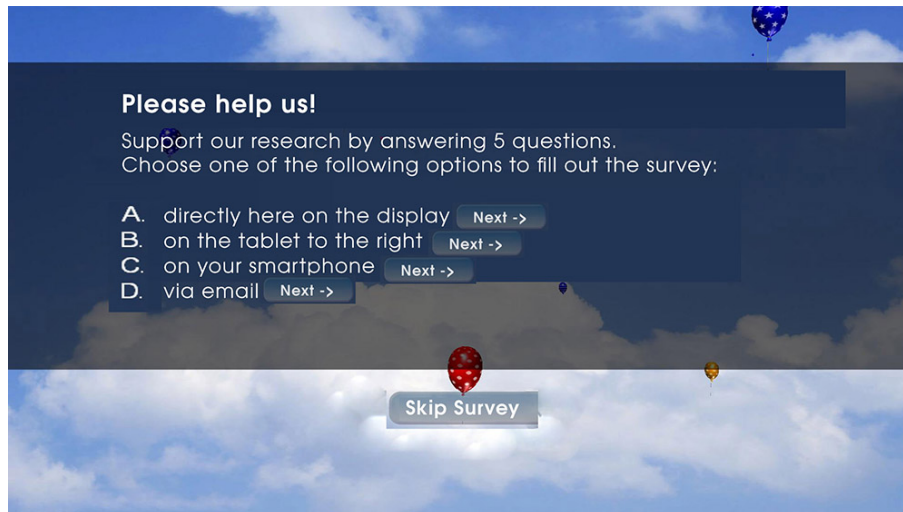 Please help us!
Support our research by answering 5 questions.
Choose one of the following options to fill out the survey:
A. directly here on the display Next ->
B. on the tablet to the right Next ->
C. on your smartphone Next ->
D. via email Next ->
Skip Survey